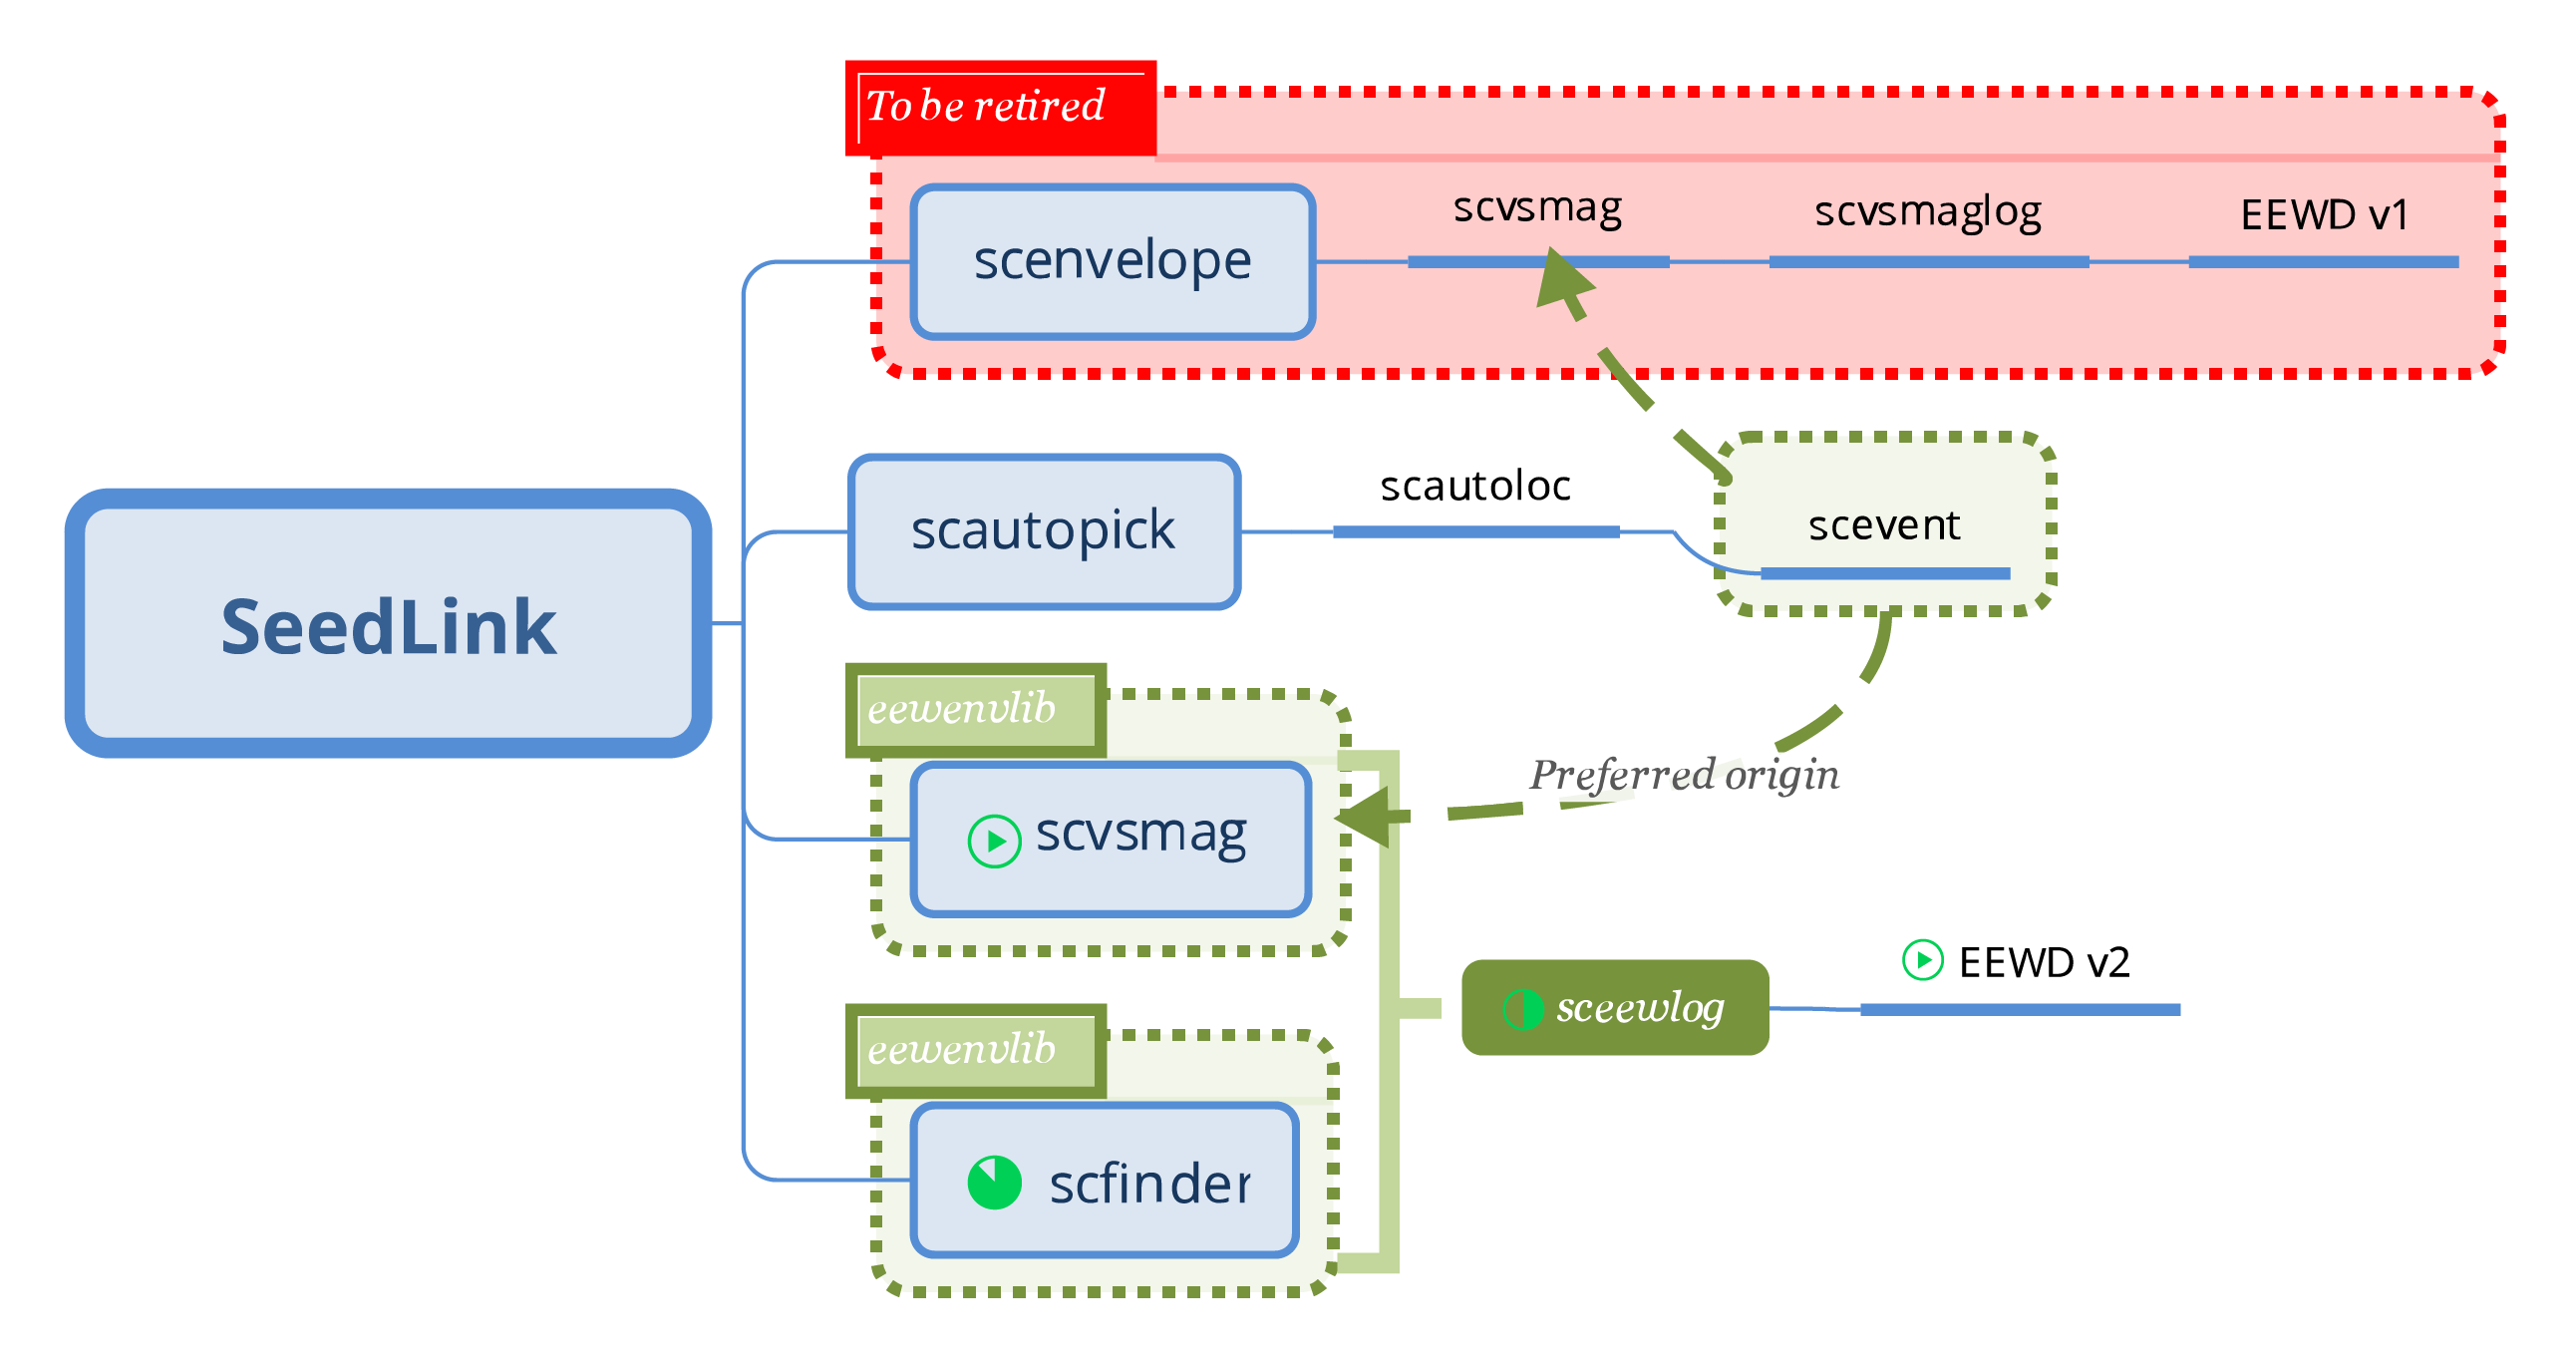 To be retired
scenvelope
scvsmag
scvsmaglog
EEWD v1
scautopick
scautoloc
scevent
SeedLink
eewenvlib
scvsmag
Preferred origin
sceewlog
EEWD v2
eewenvlib
scfinder